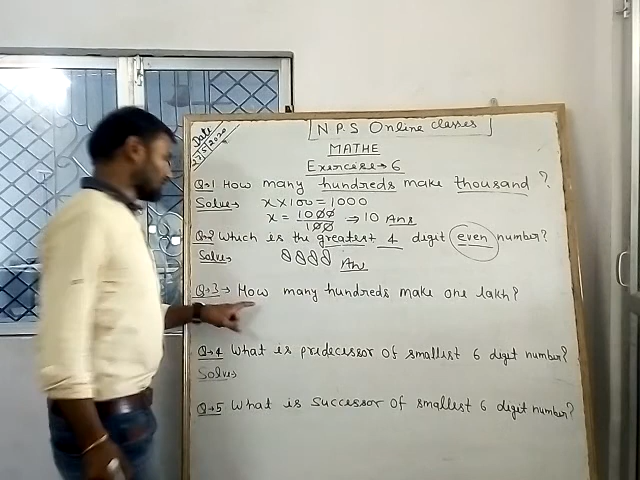 Date
27/5/2020
N.P.S Online classes
MATHE
Exercise→6
Q→1 How many hundreds make thousand ?
Solve→ x×100=1000
x = 1000/100 ⇒ 10 Ans
Q→2 Which is the greatest 4 digit even number?
Solve→
Ans
Q→3→ How many hundreds make one lakh?
Q→4 What is predecissor of smallest 6 digit number?
Solve→
Q→5 What is successor of smallest 6 digit number?